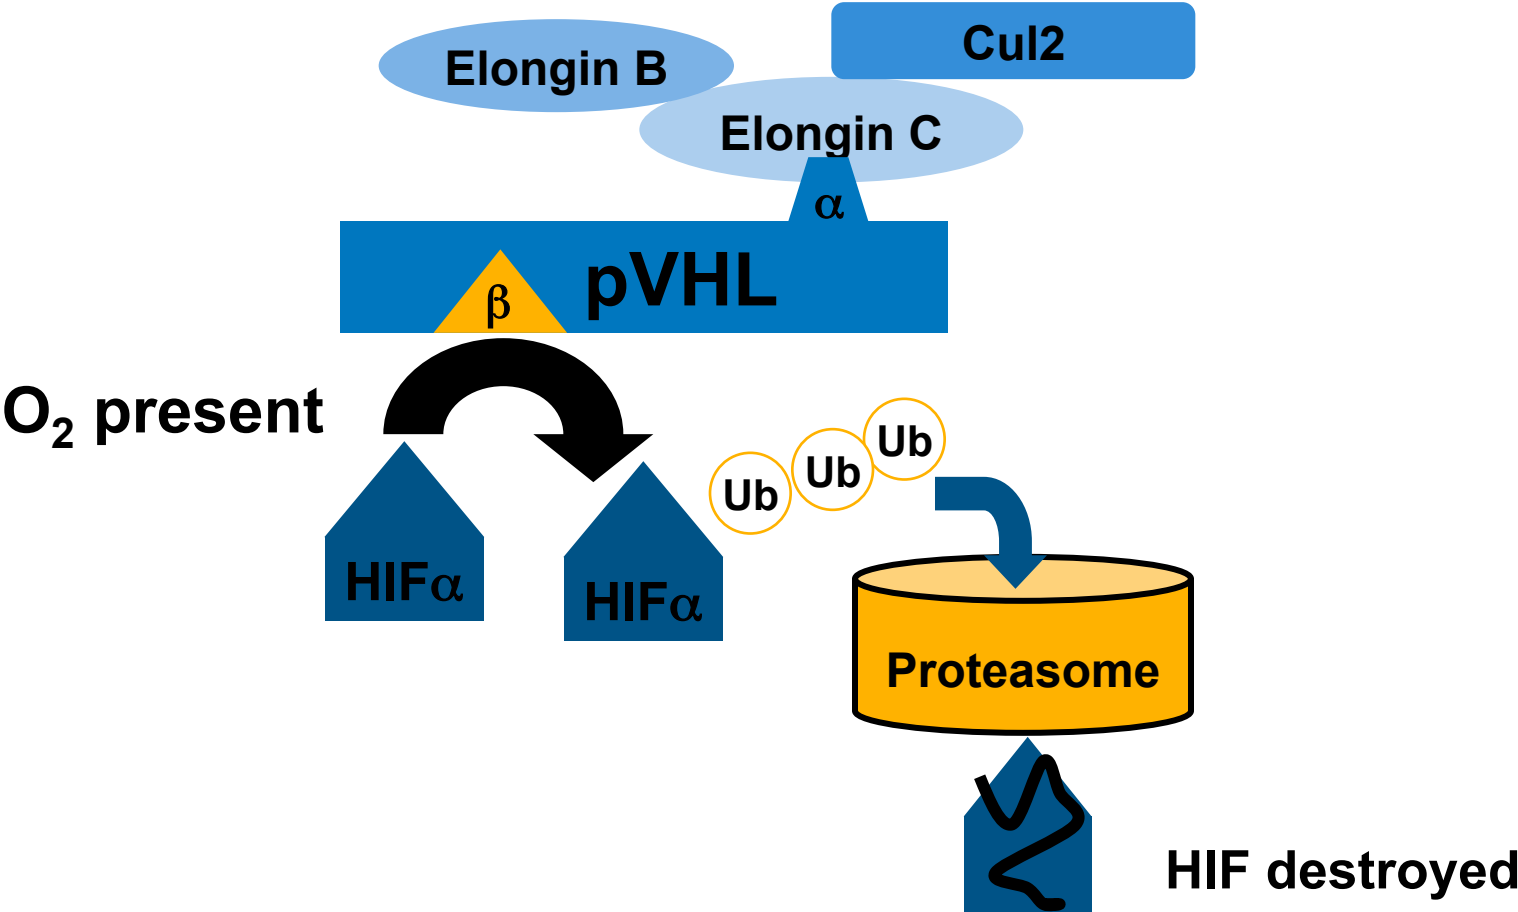 Elongin B
Cul2
Elongin C
α
pVHL
β
O₂ present
Ub
Ub
Ub
HIFα
HIFα
Proteasome
HIF destroyed